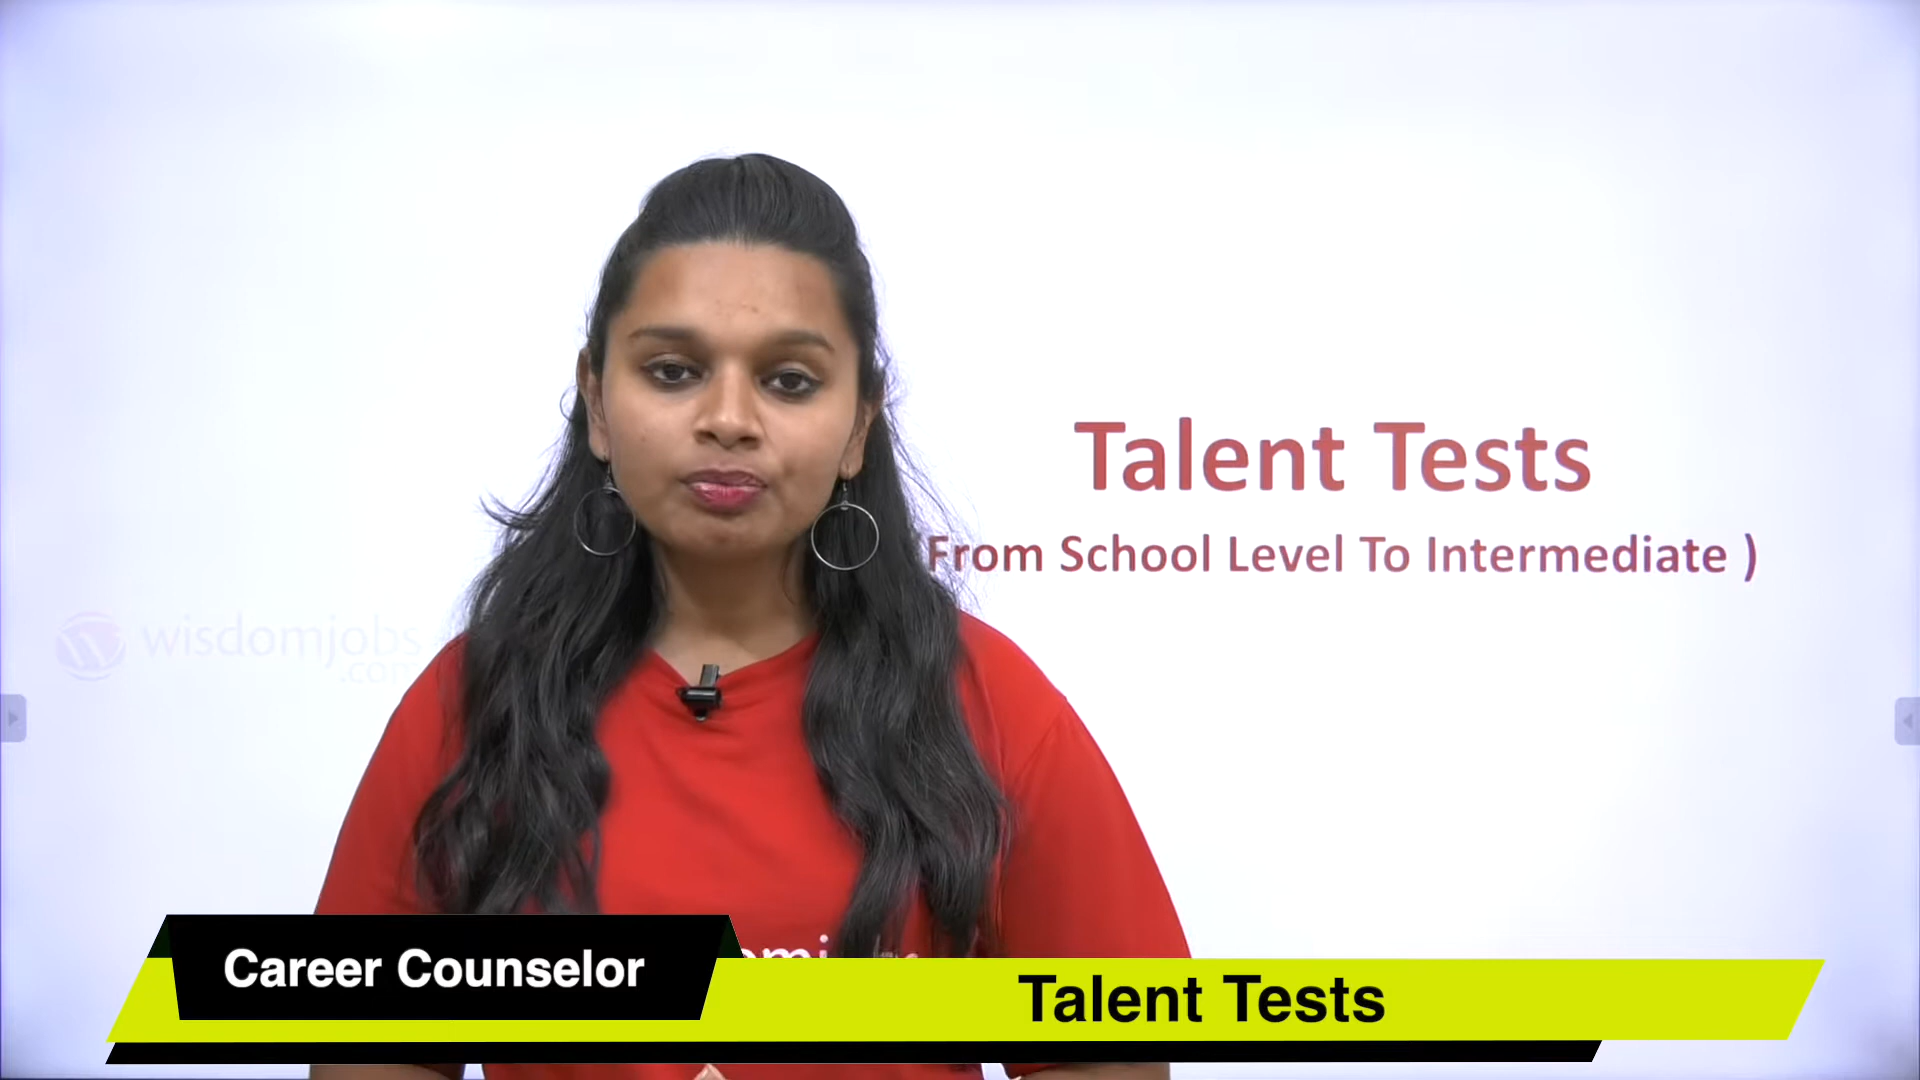 Talent Tests
From School Level To Intermediate )
wisdomjobs
.com
Career Counselor
Talent Tests